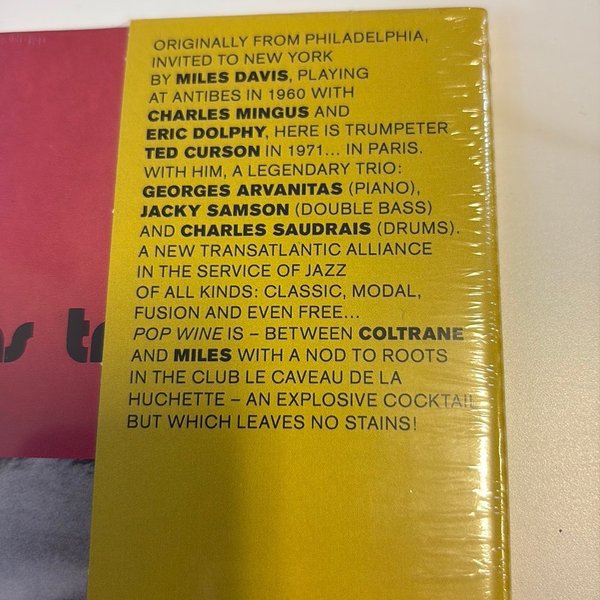 ORIGINALLY FROM PHILADELPHIA,
INVITED TO NEW YORK
BY MILES DAVIS, PLAYING
AT ANTIBES IN 1960 WITH
CHARLES MINGUS AND
ERIC DOLPHY, HERE IS TRUMPETER
TED CURSON IN 1971... IN PARIS.
WITH HIM, A LEGENDARY TRIO:
GEORGES ARVANITAS (PIANO),
JACKY SAMSON (DOUBLE BASS)
AND CHARLES SAUDRAIS (DRUMS).
A NEW TRANSATLANTIC ALLIANCE
IN THE SERVICE OF JAZZ
OF ALL KINDS: CLASSIC, MODAL,
FUSION AND EVEN FREE...
POP WINE IS – BETWEEN COLTRANE
AND MILES WITH A NOD TO ROOTS
IN THE CLUB LE CAVEAU DE LA
HUCHETTE – AN EXPLOSIVE COCKTAIL
BUT WHICH LEAVES NO STAINS!